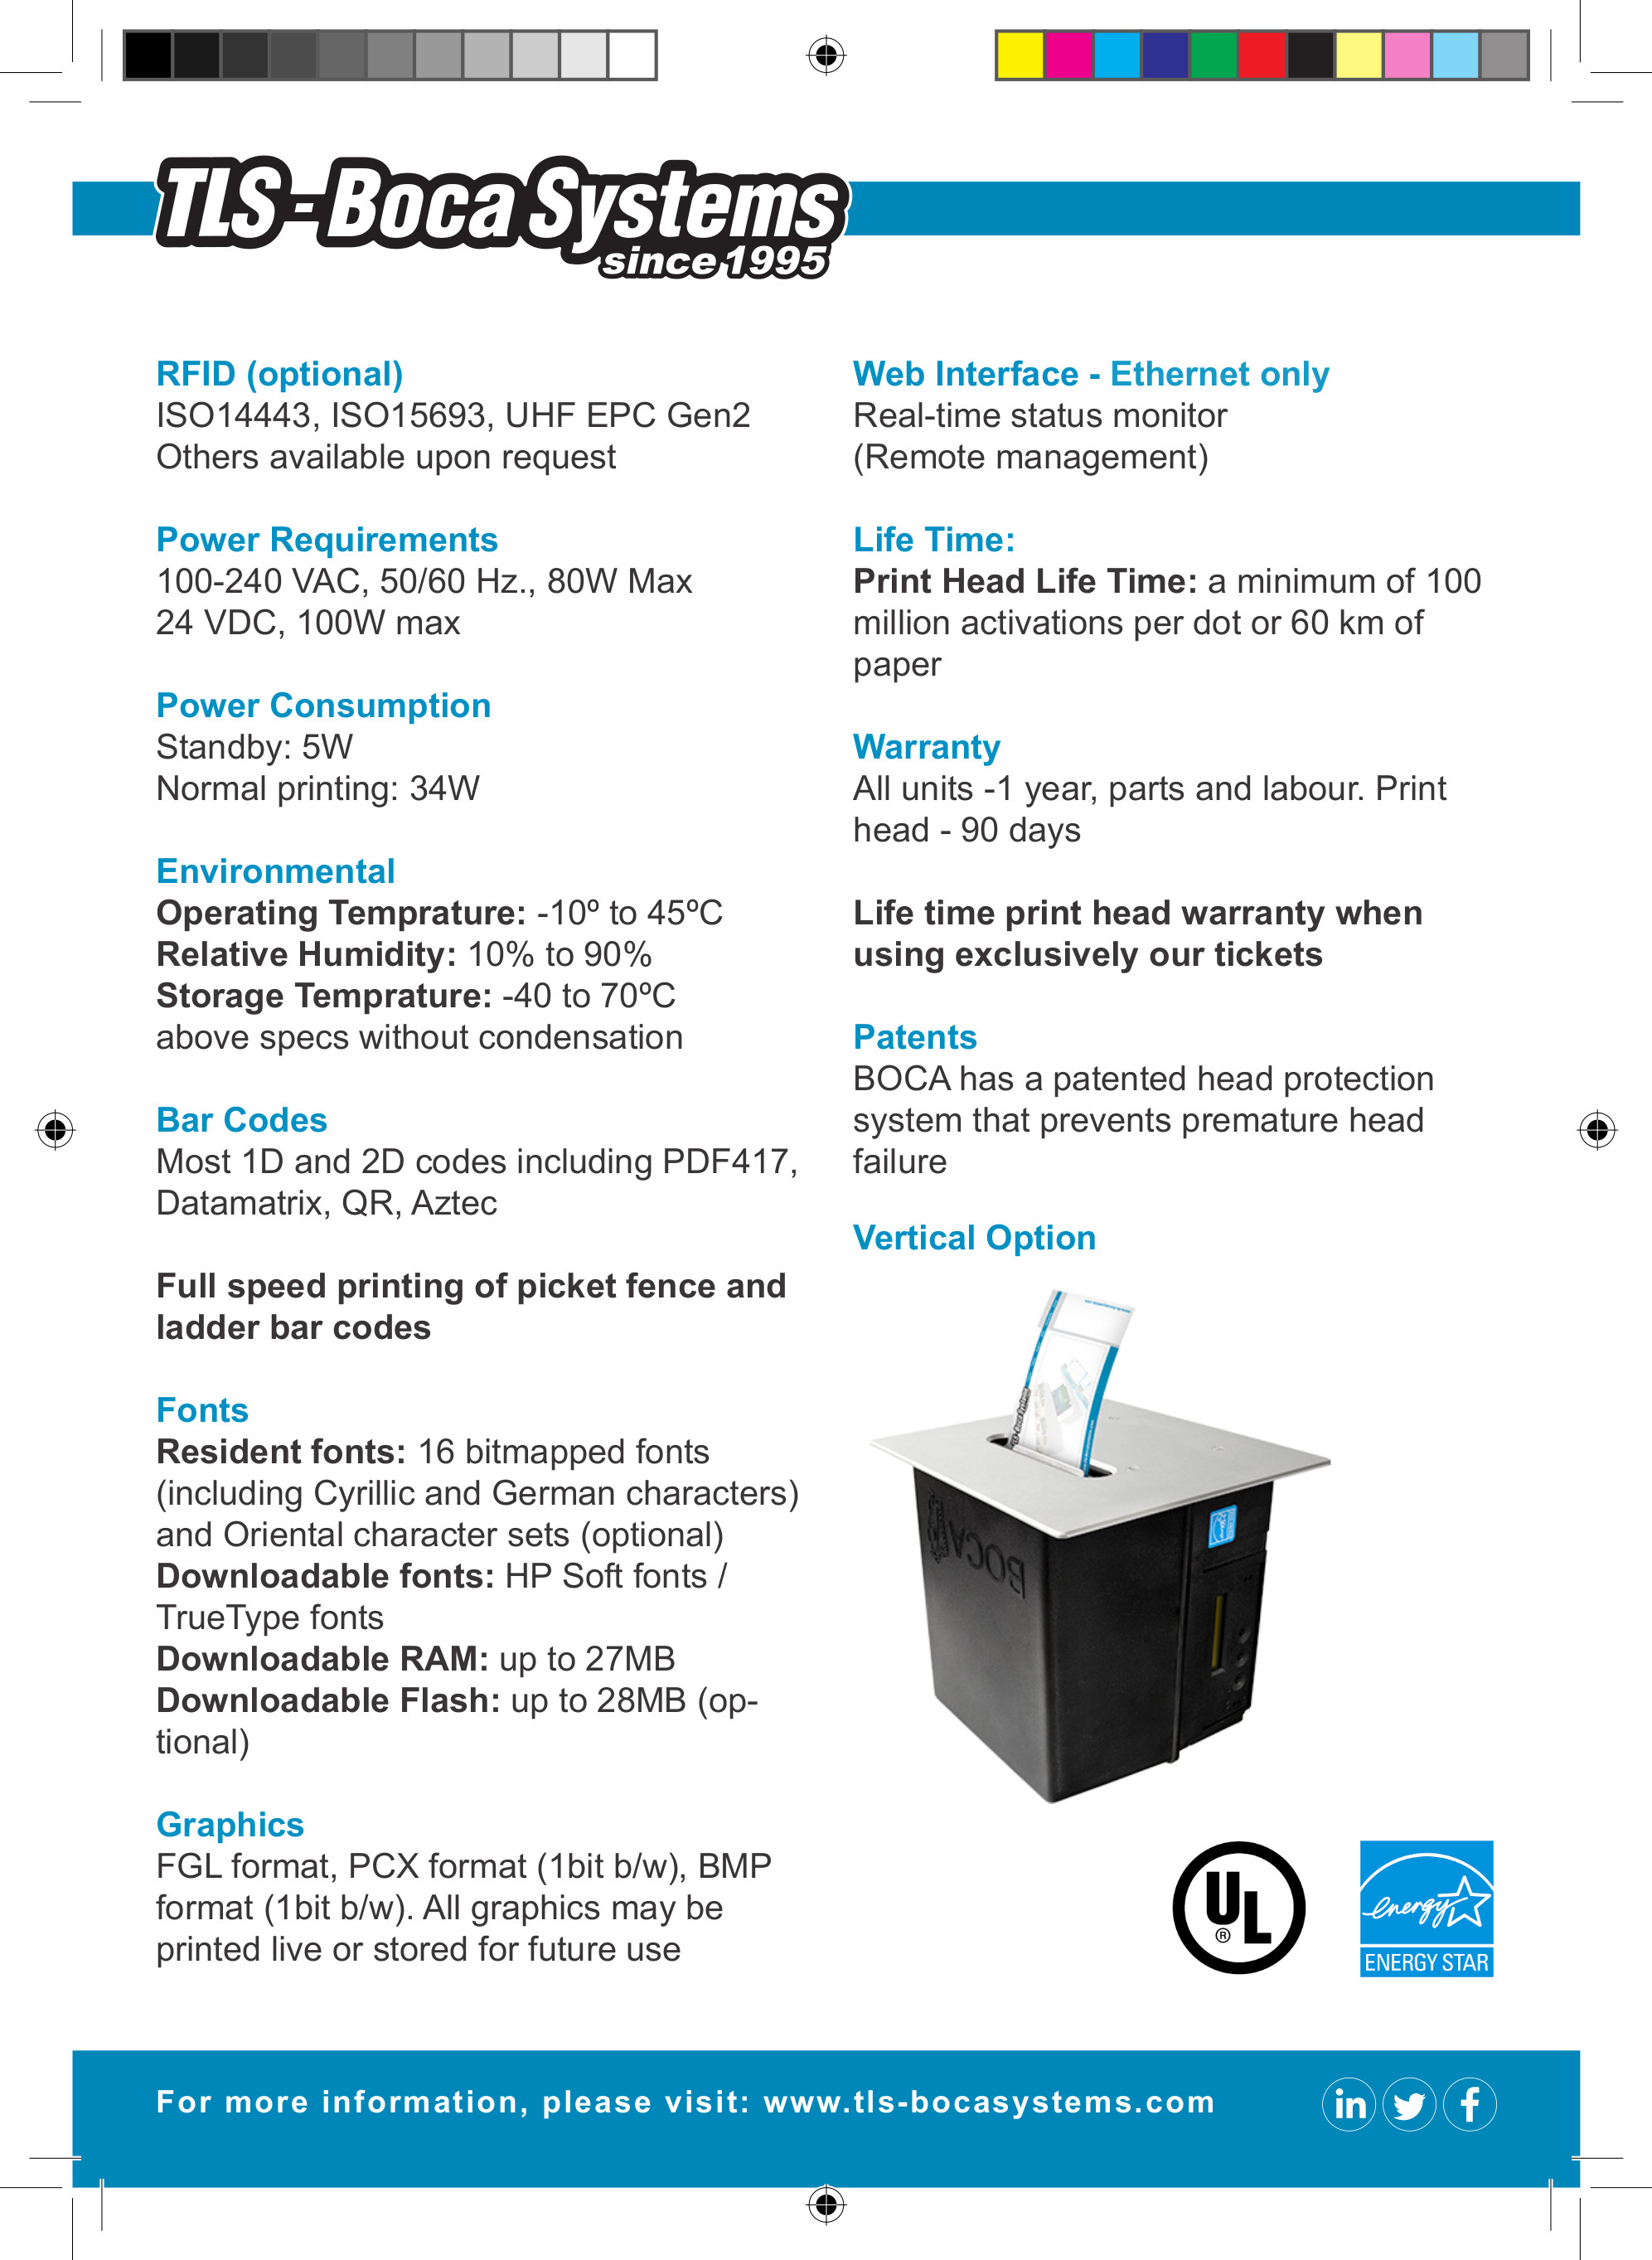 TLS-Boca Systems
since 1995
RFID (optional)
ISO14443, ISO15693, UHF EPC Gen2
Others available upon request
Power Requirements
100-240 VAC, 50/60 Hz., 80W Max
24 VDC, 100W max
Power Consumption
Standby: 5W
Normal printing: 34W
Environmental
Operating Temprature: -10º to 45ºC
Relative Humidity: 10% to 90%
Storage Temprature: -40 to 70ºC
above specs without condensation
Bar Codes
Most 1D and 2D codes including PDF417,
Datamatrix, QR, Aztec
Full speed printing of picket fence and
ladder bar codes
Fonts
Resident fonts: 16 bitmapped fonts
(including Cyrillic and German characters)
and Oriental character sets (optional)
Downloadable fonts: HP Soft fonts /
TrueType fonts
Downloadable RAM: up to 27MB
Downloadable Flash: up to 28MB (op-
tional)
Graphics
FGL format, PCX format (1bit b/w), BMP
format (1bit b/w). All graphics may be
printed live or stored for future use
Web Interface - Ethernet only
Real-time status monitor
(Remote management)
Life Time:
Print Head Life Time: a minimum of 100
million activations per dot or 60 km of
paper
Warranty
All units -1 year, parts and labour. Print
head - 90 days
Life time print head warranty when
using exclusively our tickets
Patents
BOCA has a patented head protection
system that prevents premature head
failure
Vertical Option
BOCA
UL
®
energy
ENERGY STAR
For more information, please visit: www.tls-bocasystems.com
in
f